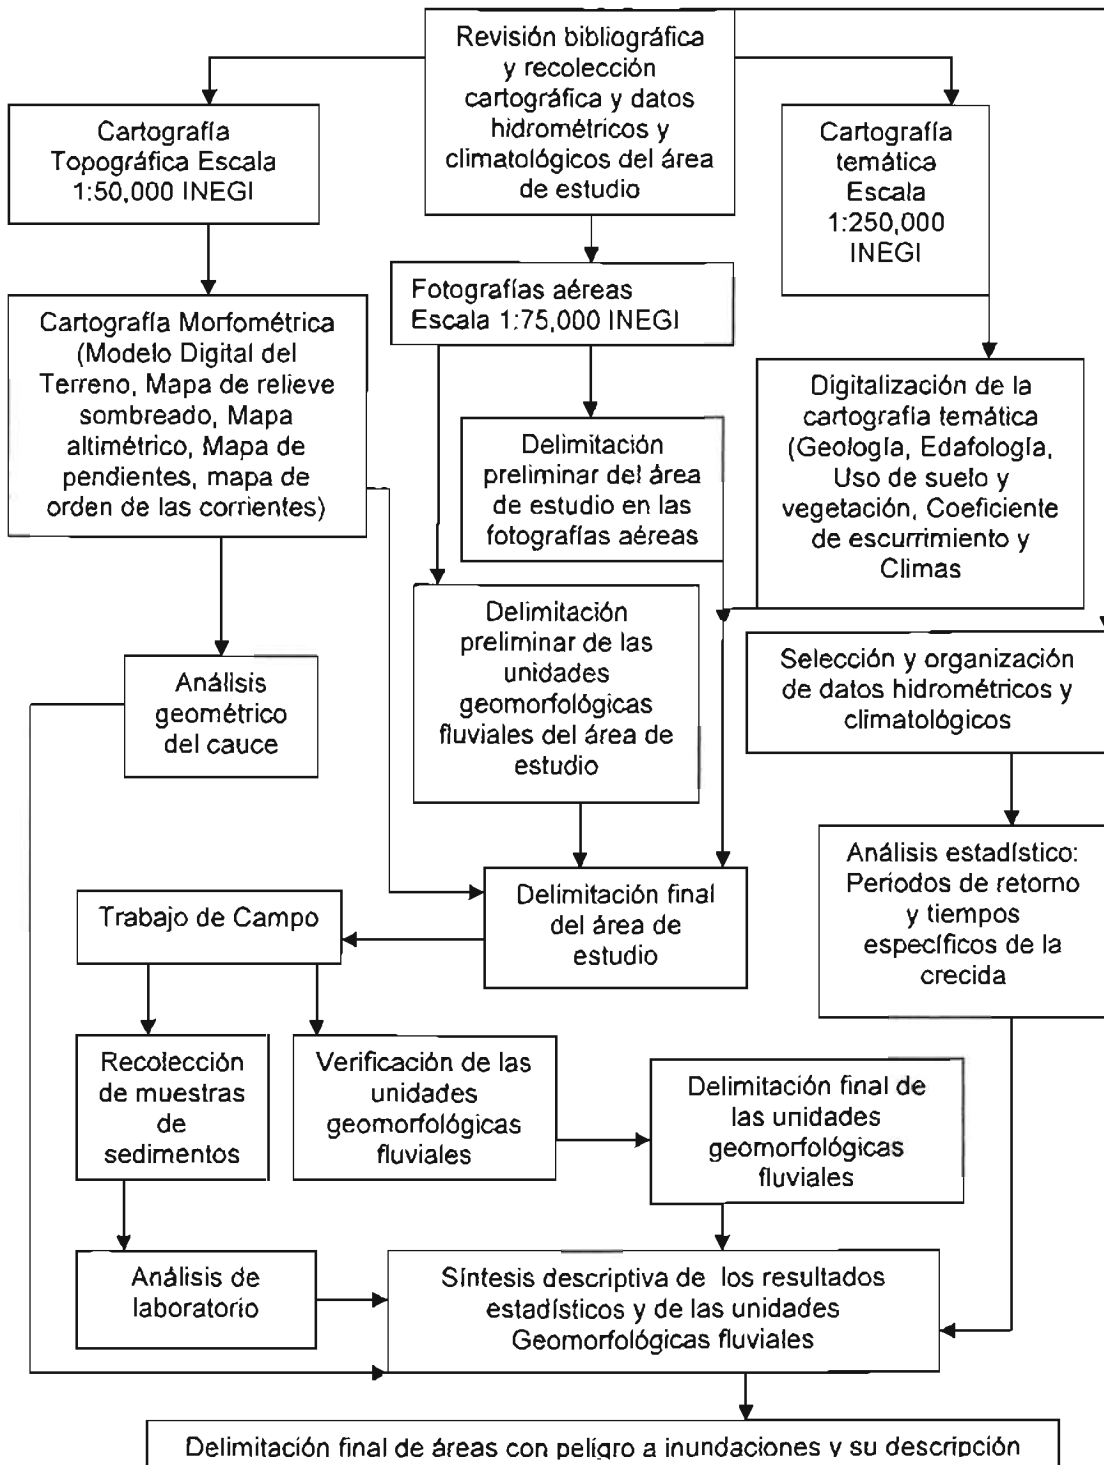 Revisión bibliográfica
y recolección
cartográfica y datos
hidrométricos y
climatológicos del área
de estudio
Cartografía
Topográfica Escala
1:50,000 INEGI
Cartografía
temática
Escala
1:250,000
INEGI
Fotografías aéreas
Escala 1:75,000 INEGI
Cartografía Morfométrica
(Modelo Digital del
Terreno, Mapa de relieve
sombreado, Mapa
altimétrico, Mapa de
pendientes, mapa de
orden de las corrientes)
Delimitación
preliminar del área
de estudio en las
fotografías aéreas
Digitalización de la
cartografía temática
(Geología, Edafología,
Uso de suelo y
vegetación, Coeficiente
de escurrimiento y
Climas
Delimitación
preliminar de las
unidades
geomorfológicas
fluviales del área de
estudio
Análisis
geométrico
del cauce
Selección y organización
de datos hidrométricos y
climatológicos
Análisis estadístico:
Periodos de retorno
y tiempos
específicos de la
crecida
Delimitación final
del área de
estudio
Trabajo de Campo
Recolección
de muestras
de
sedimentos
Verificación de las
unidades
geomorfológicas
fluviales
Delimitación final de
las unidades
geomorfológicas
fluviales
Análisis de
laboratorio
Síntesis descriptiva de los resultados
estadísticos y de las unidades
Geomorfológicas fluviales
Delimitación final de áreas con peligro a inundaciones y su descripción